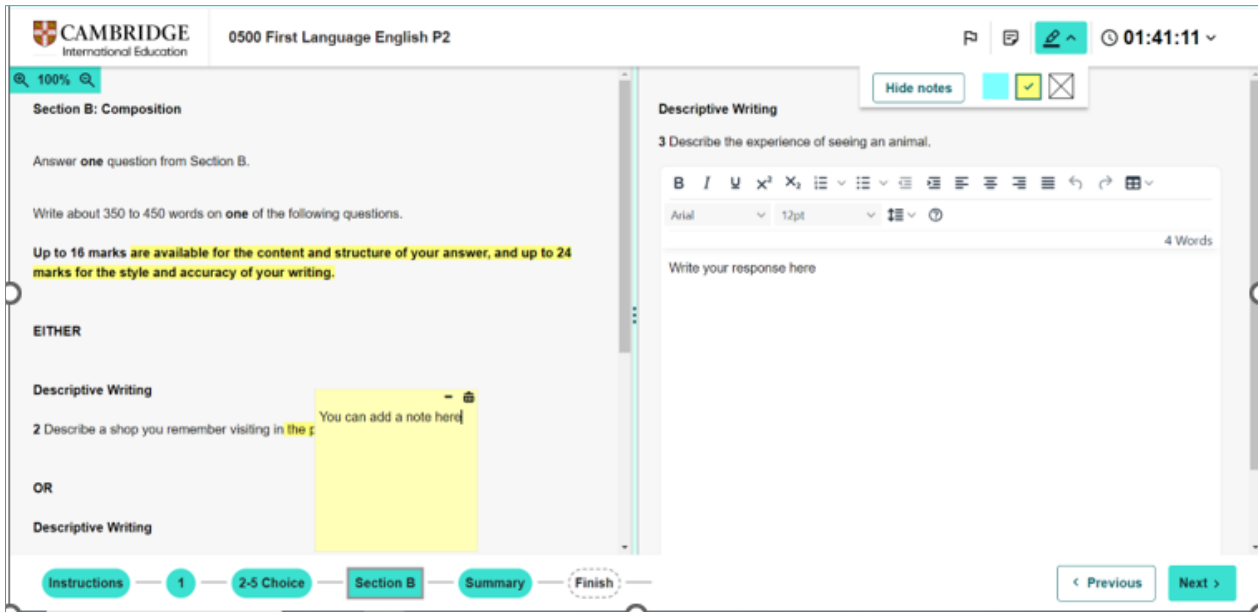 CAMBRIDGE
International Education
0500 First Language English P2
01:41:11
100%
Hide notes
Section B: Composition
Answer one question from Section B.
Write about 350 to 450 words on one of the following questions.
Up to 16 marks are available for the content and structure of your answer, and up to 24
marks for the style and accuracy of your writing.
EITHER
Descriptive Writing
2 Describe a shop you remember visiting in the
You can add a note here
OR
Descriptive Writing
Descriptive Writing
3 Describe the experience of seeing an animal.
B I U X² X₂
Arial 12pt
4 Words
Write your response here
Instructions 1 2-5 Choice Section B Summary Finish
Previous Next